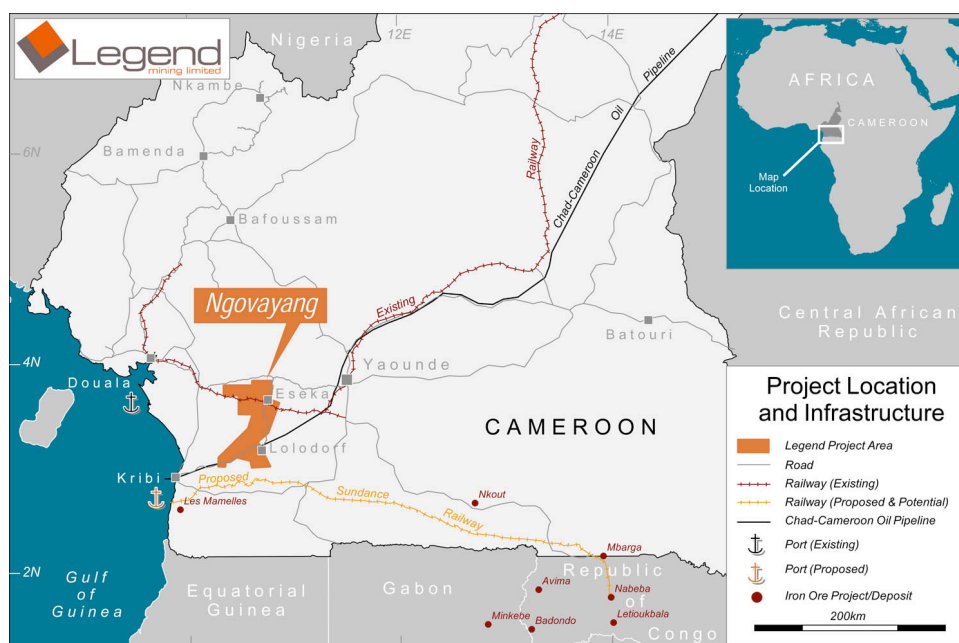 Legend
mining limited
Nigeria
12E
14
Nkambe
6N
Bamenda
Bafoussam
Railway
Chad-Cameroon Oil Pipeline
Existing
Ngovayang
Batouri
4N
Douala
Yaounde
Eseka
CAMEROON
Lolodorf
Kribi
Les Mamelles
Proposed Sundance Railway
Nkout
Mbarga
2N
Gulf
of
Guinea
Equatorial
Guinea
Gabon
Republic
of
Congo
Avima
Nabeba
Minkebe
Badondo
Letioukbala
Central African
Republic
AFRICA
CAMEROON
Map
Location
Project Location
and Infrastructure
Legend Project Area
Road
Railway (Existing)
Railway (Proposed & Potential)
Chad-Cameroon Oil Pipeline
Port (Existing)
Port (Proposed)
Iron Ore Project/Deposit
200km